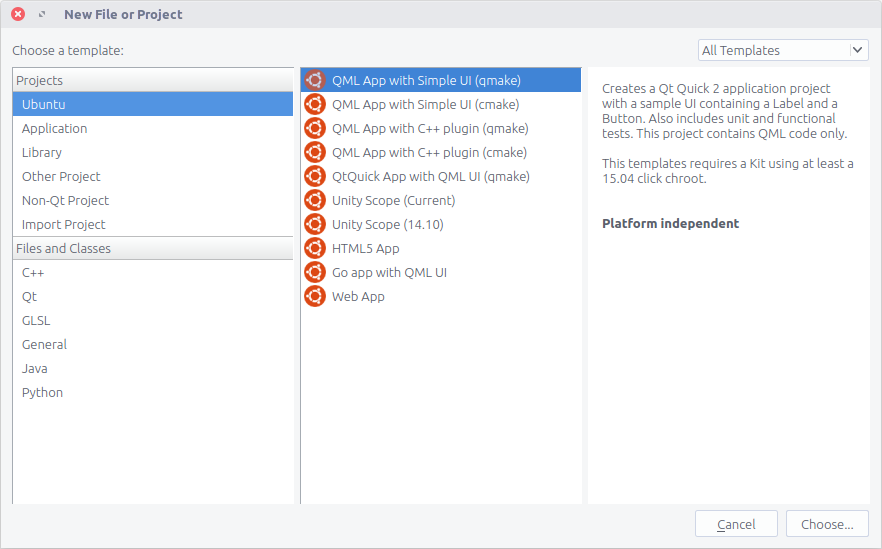 New File or Project
Choose a template:
All Templates
Projects
Ubuntu
Application
Library
Other Project
Non-Qt Project
Import Project
Files and Classes
C++
Qt
GLSL
General
Java
Python
QML App with Simple UI (qmake)
QML App with Simple UI (cmake)
QML App with C++ plugin (qmake)
QML App with C++ plugin (cmake)
QtQuick App with QML UI (qmake)
Unity Scope (Current)
Unity Scope (14.10)
HTML5 App
Go app with QML UI
Web App
Creates a Qt Quick 2 application project
with a sample UI containing a Label and a
Button. Also includes unit and functional
tests. This project contains QML code only.
This templates requires a Kit using at least a
15.04 click chroot.
Platform independent
Cancel
Choose...